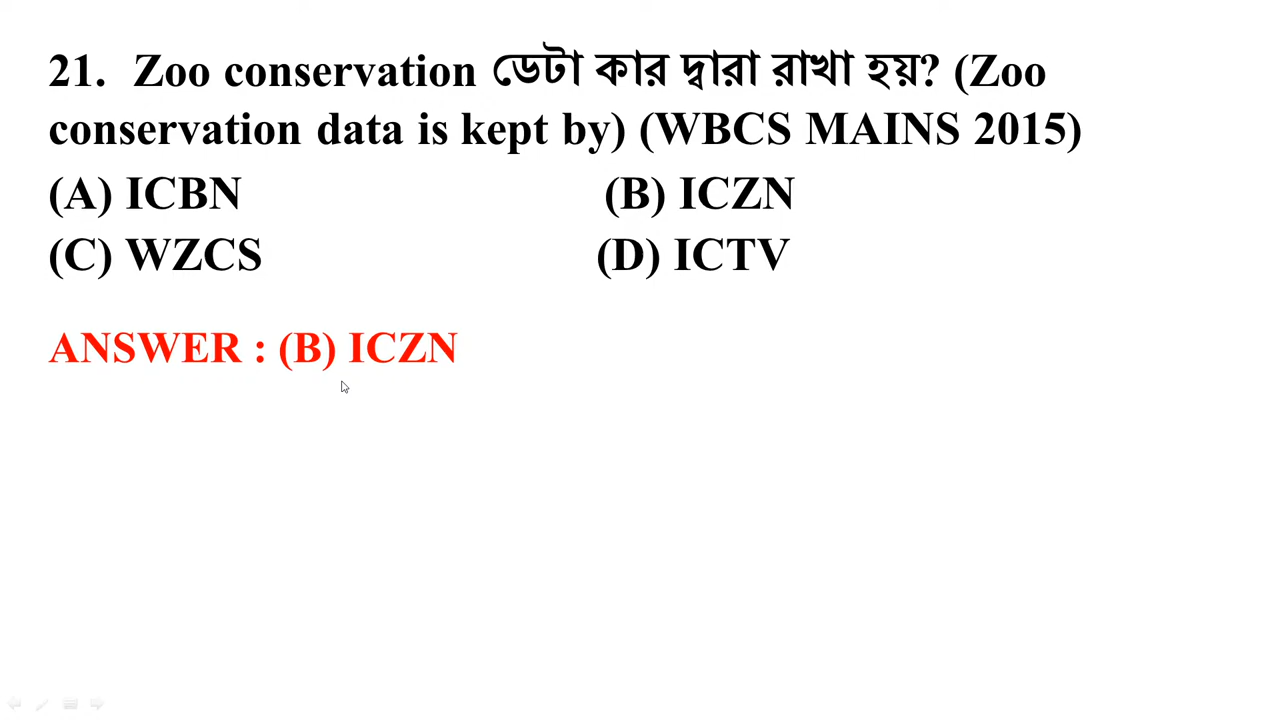 21. Zoo conservation ডেটা কার দ্বারা রাখা হয়? (Zoo
conservation data is kept by) (WBCS MAINS 2015)
(A) ICBN (B) ICZN
(C) WZCS (D) ICTV
ANSWER : (B) ICZN